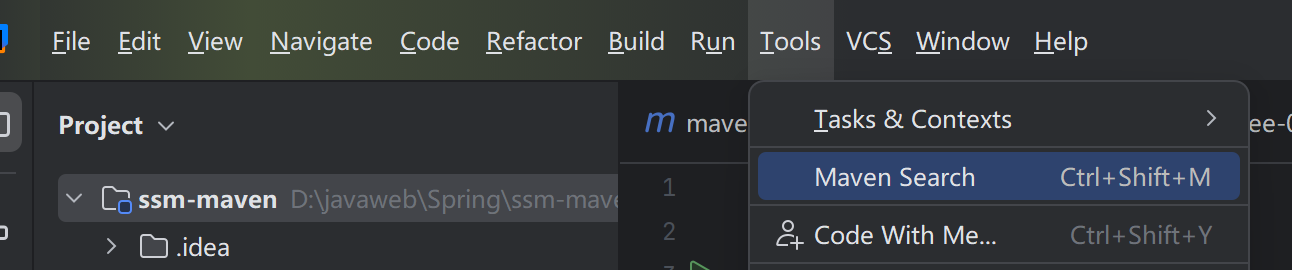 File Edit View Navigate Code Refactor Build Run Tools VCS Window Help
Project
m mave
Tasks & Contexts
ee-0
ssm-maven D:\javaweb\Spring\ssm-mave
1
Maven Search Ctrl+Shift+M
.idea
2
Code With Me... Ctrl+Shift+Y